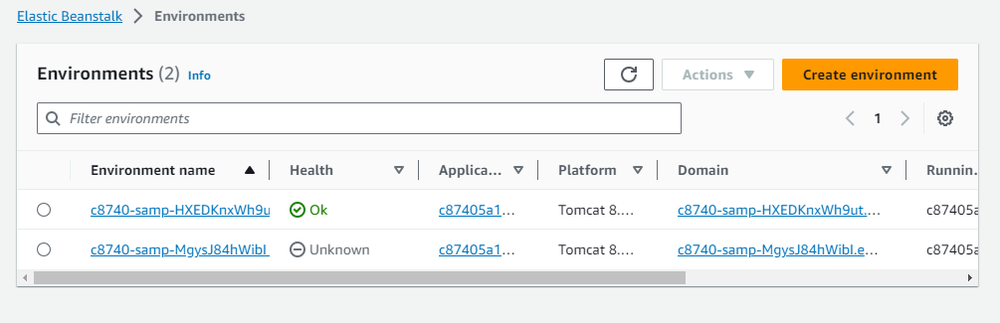 Elastic Beanstalk > Environments
Environments (2) Info
Actions
Create environment
Filter environments
1
Environment name Health Applica... Platform Domain Runnin...
c8740-samp-HXEDKnxWh9u Ok c87405a1... Tomcat 8.... c8740-samp-HXEDKnxWh9ut.... c87405a
c8740-samp-MgysJ84hWibI Unknown c87405a1... Tomcat 8.... c8740-samp-MgysJ84hWibI.e... c87405a